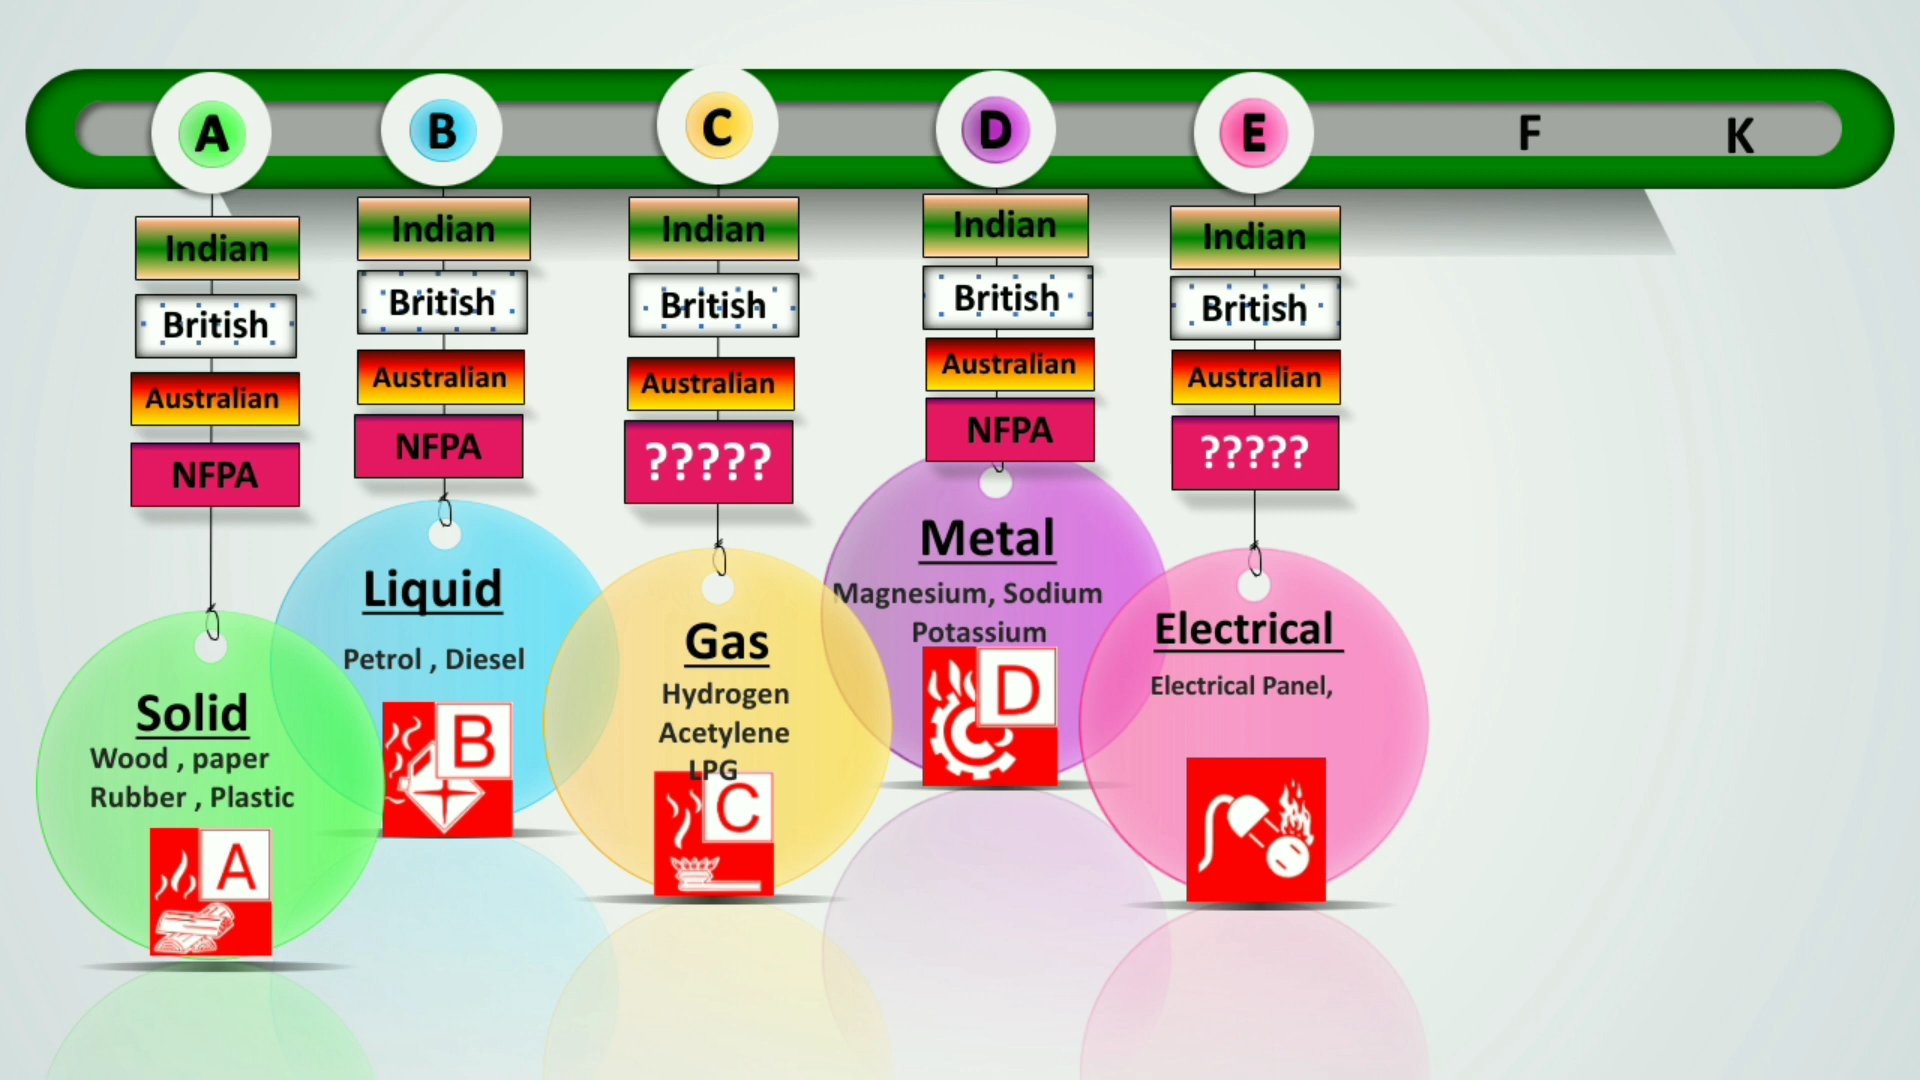 A
B
C
D
E
F
K
Indian
British
Australian
NFPA
Solid
Wood , paper
Rubber , Plastic
A
Indian
British
Australian
NFPA
Liquid
Petrol , Diesel
B
Indian
British
Australian
?????
Gas
Hydrogen
Acetylene
LPG
C
Indian
British
Australian
NFPA
Metal
Magnesium, Sodium
Potassium
D
Indian
British
Australian
?????
Electrical
Electrical Panel,